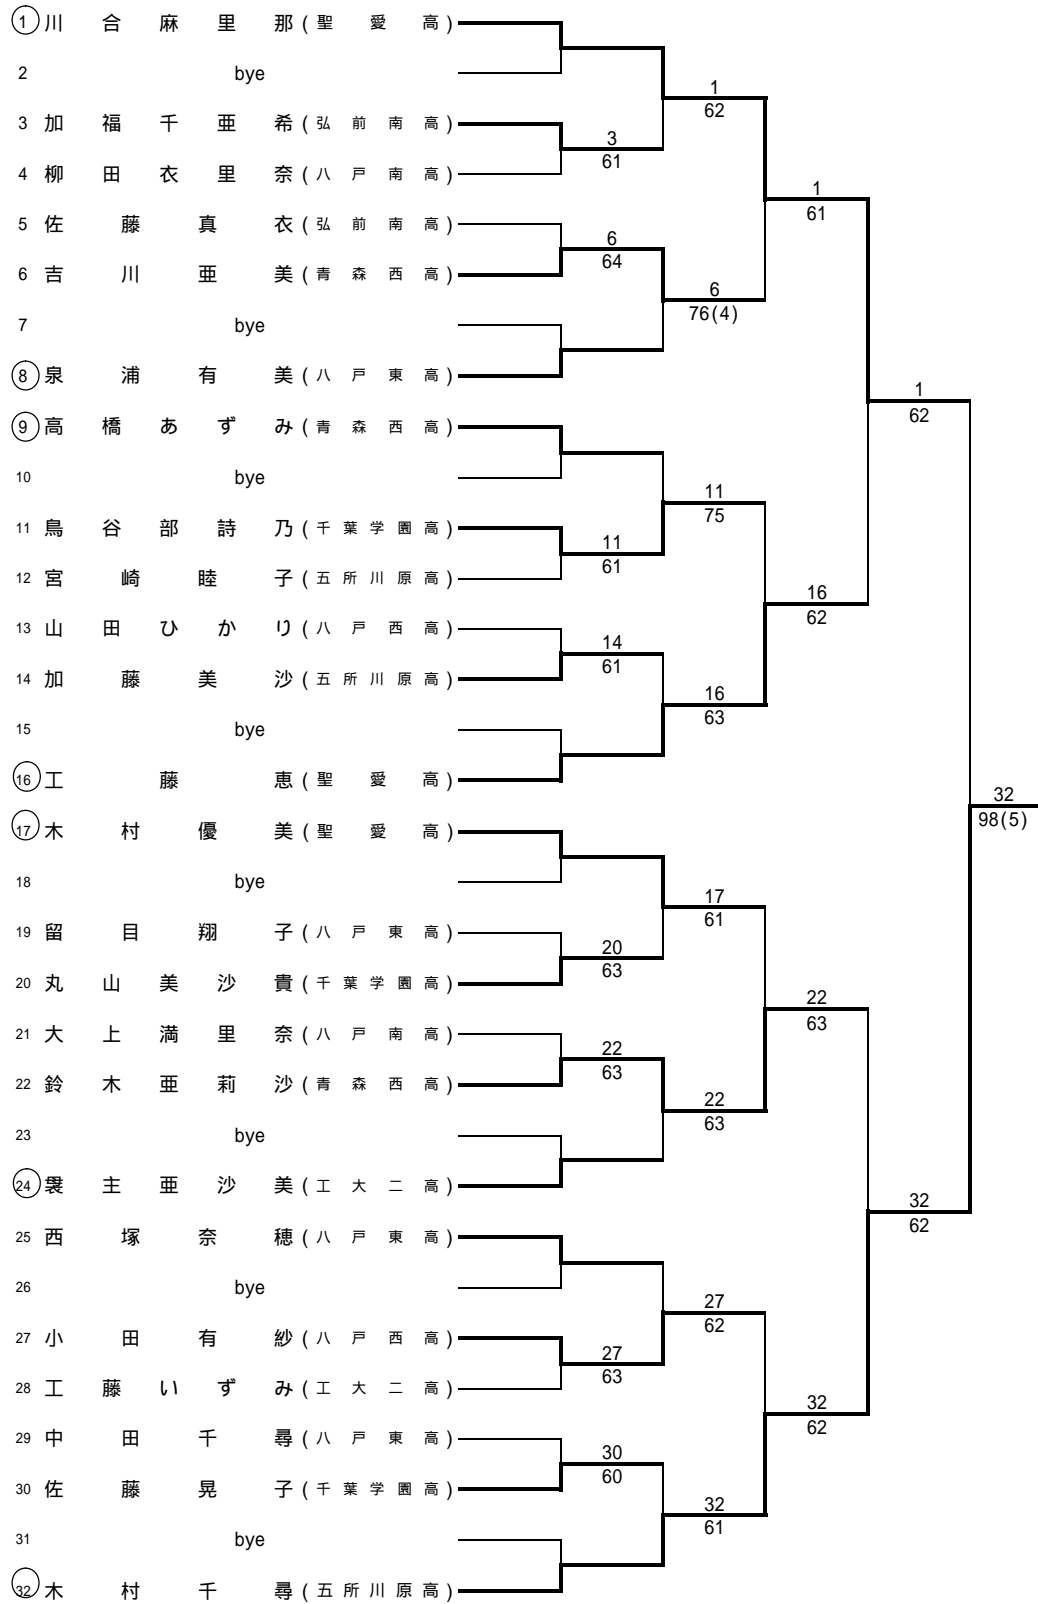 1 川合麻里那(聖愛高)
2 bye
1
62
3 加福千亜希(弘前南高)
3
61
4 柳田衣里奈(八戸南高)
1
61
5 佐藤真衣(弘前南高)
6
64
6 吉川亜美(青森西高)
6
76(4)
7 bye
8 泉浦有美(八戸東高)
1
62
9 高橋あずみ(青森西高)
10 bye
11
75
11 鳥谷部詩乃(千葉学園高)
11
61
12 宮崎睦子(五所川原高)
16
62
13 山田ひかり(八戸西高)
14
61
14 加藤美沙(五所川原高)
16
63
15 bye
16 工藤恵(聖愛高)
32
98(5)
17 木村優美(聖愛高)
18 bye
17
61
19 留目翔子(八戸東高)
20
63
20 丸山美沙貴(千葉学園高)
22
63
21 大上満里奈(八戸南高)
22
63
22 鈴木亜莉沙(青森西高)
22
63
23 bye
24 主亜沙美(工大二高)
32
62
25 西塚奈穂(八戸東高)
26 bye
27
62
27 小田有紗(八戸西高)
27
63
28 工藤いずみ(工大二高)
32
62
29 中田千尋(八戸東高)
30
60
30 佐藤晃子(千葉学園高)
32
61
31 bye
32 木村千尋(五所川原高)